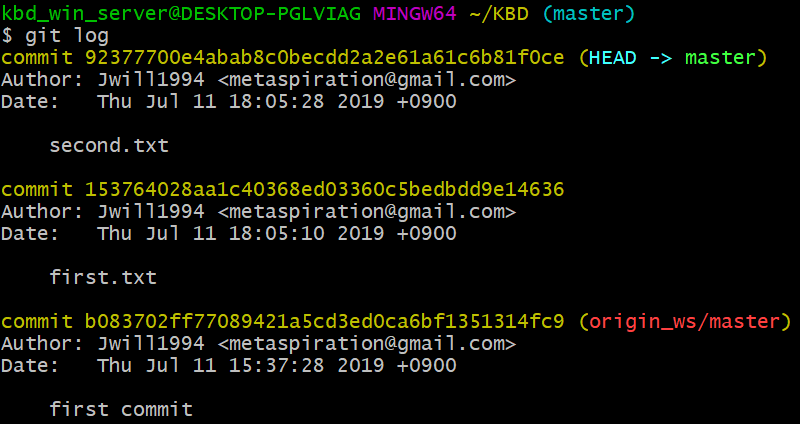 kbd_win_server@DESKTOP-PGLVIAG MINGW64 ~/KBD (master)
$ git log
commit 92377700e4abab8c0becdd2a2e61a61c6b81f0ce (HEAD -> master)
Author: Jwill1994 <metaspiration@gmail.com>
Date:   Thu Jul 11 18:05:28 2019 +0900

    second.txt

commit 153764028aa1c40368ed03360c5bedbdd9e14636
Author: Jwill1994 <metaspiration@gmail.com>
Date:   Thu Jul 11 18:05:10 2019 +0900

    first.txt

commit b083702ff77089421a5cd3ed0ca6bf1351314fc9 (origin_ws/master)
Author: Jwill1994 <metaspiration@gmail.com>
Date:   Thu Jul 11 15:37:28 2019 +0900

    first commit